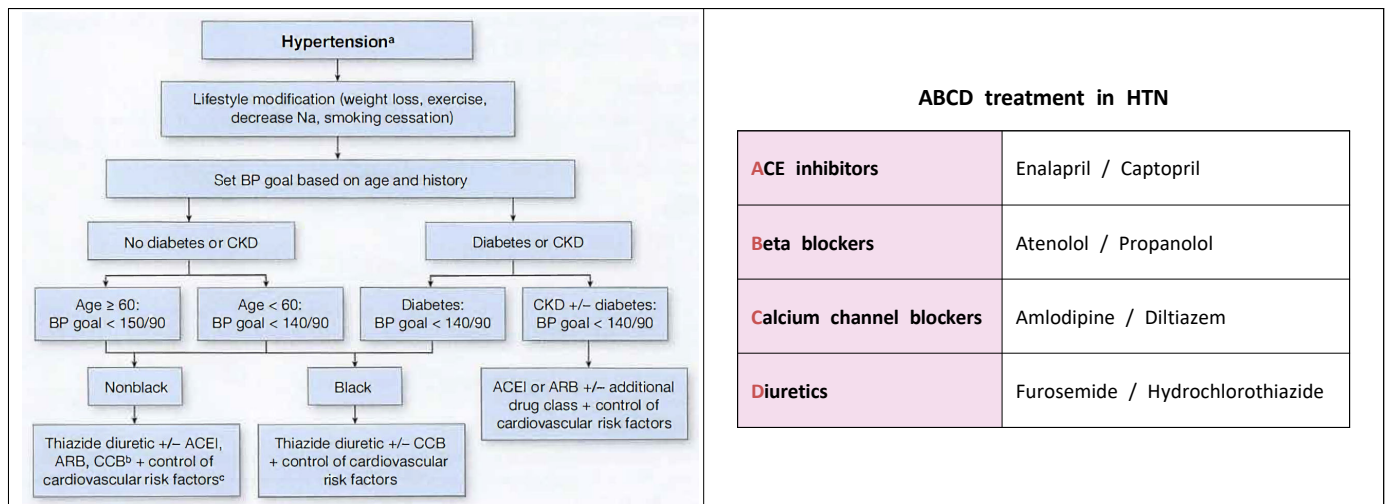 Hypertensionᵃ
Lifestyle modification (weight loss, exercise,
decrease Na, smoking cessation)
Set BP goal based on age and history
No diabetes or CKD
Diabetes or CKD
Age ≥ 60:
BP goal < 150/90
Age < 60:
BP goal < 140/90
Diabetes:
BP goal < 140/90
CKD +/– diabetes:
BP goal < 140/90
Nonblack
Black
ACEI or ARB +/– additional
drug class + control of
cardiovascular risk factors
Thiazide diuretic +/– ACEI,
ARB, CCBᵇ + control of
cardiovascular risk factorsᶜ
Thiazide diuretic +/– CCB
+ control of cardiovascular
risk factors
ABCD treatment in HTN
ACE inhibitors
Enalapril / Captopril
Beta blockers
Atenolol / Propanolol
Calcium channel blockers
Amlodipine / Diltiazem
Diuretics
Furosemide / Hydrochlorothiazide